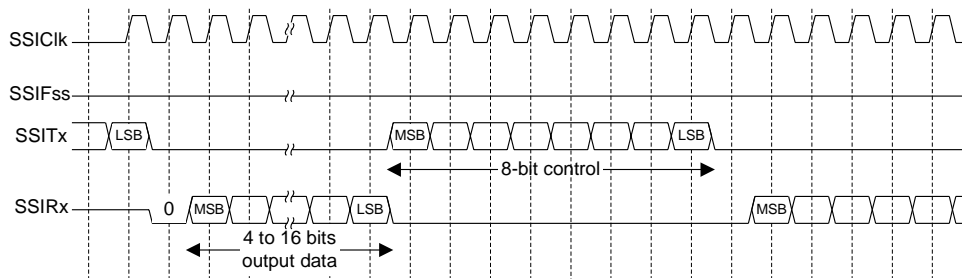 SSIClk
SSIFss
SSITx LSB MSB LSB
8-bit control
SSIRx 0 MSB LSB MSB
4 to 16 bits
output data